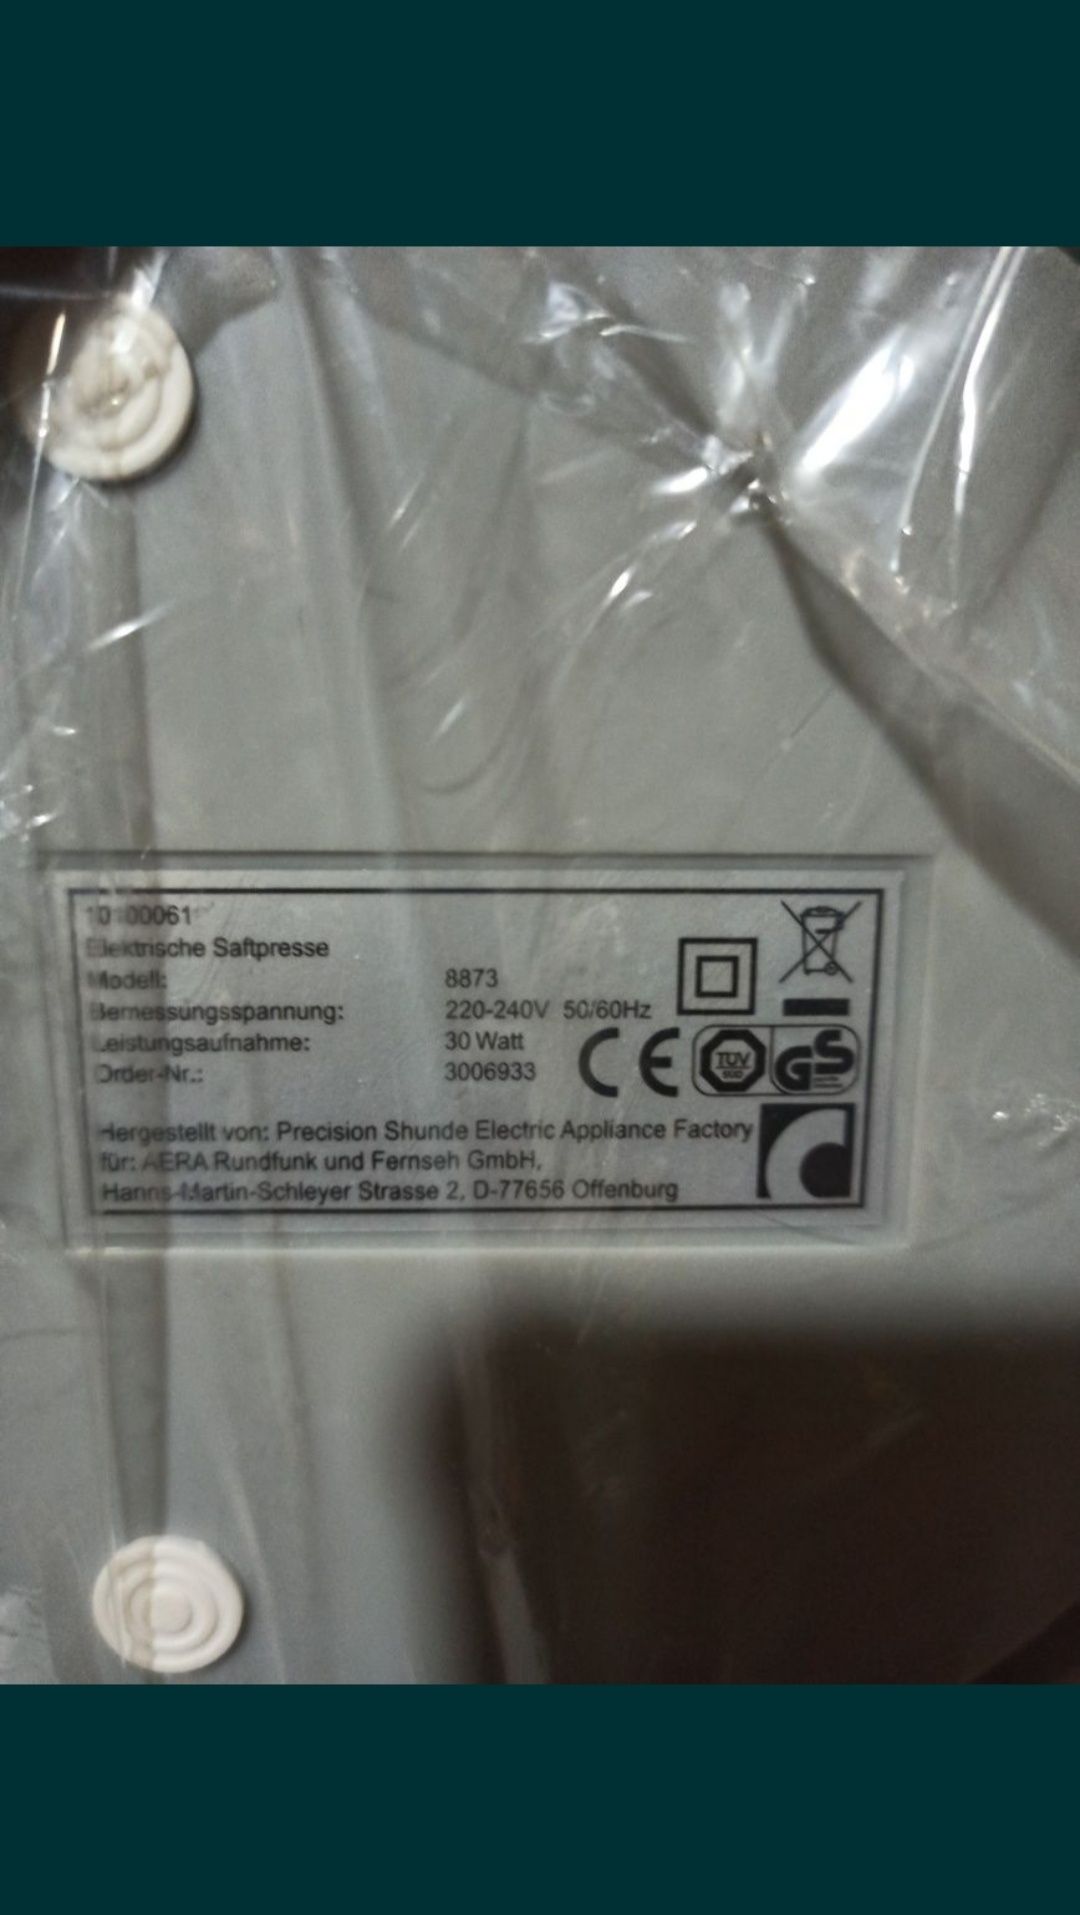 Elektrische Saftpresse
Modell: 8873
Bemessungsspannung: 220-240V 50/60Hz
Leistungsaufnahme: 30 Watt
Order-Nr.: 3006933
CE TÜV SÜD GS
Hergestellt von: Precision Shunde Electric Appliance Factory
für: AERA Rundfunk und Fernseh GmbH,
Hanns-Martin-Schleyer Strasse 2, D-77656 Offenburg